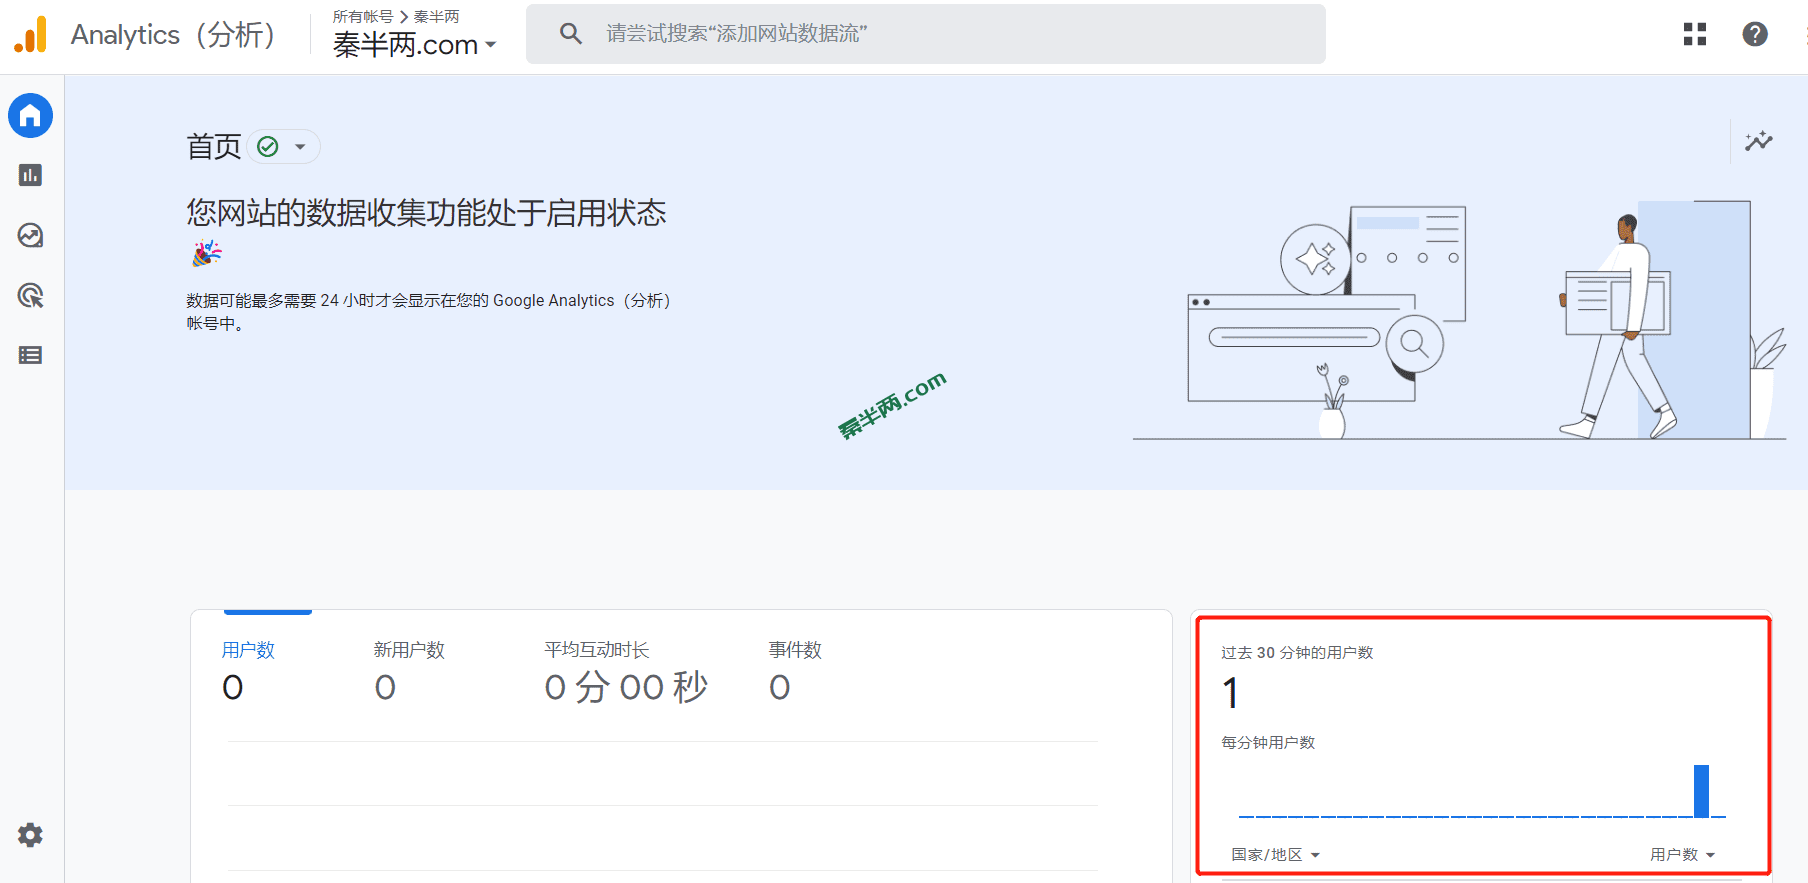 Analytics（分析）
所有帐号 > 秦半两
秦半两.com
请尝试搜索“添加网站数据流”
首页
您网站的数据收集功能处于启用状态
数据可能最多需要 24 小时才会显示在您的 Google Analytics（分析）
帐号中。
秦半两.com
用户数
0
新用户数
0
平均互动时长
0 分 00 秒
事件数
0
过去 30 分钟的用户数
1
每分钟用户数
国家/地区
用户数